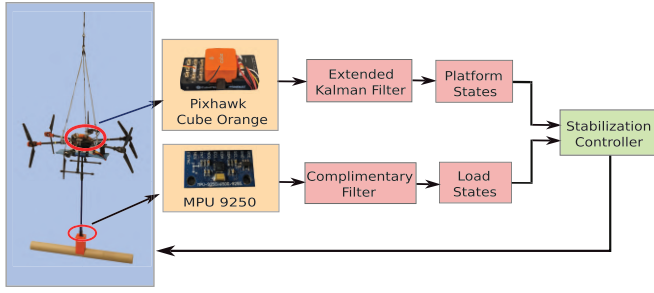 Pixhawk
Cube Orange
Extended
Kalman Filter
Platform
States
Stabilization
Controller
MPU 9250
Complimentary
Filter
Load
States